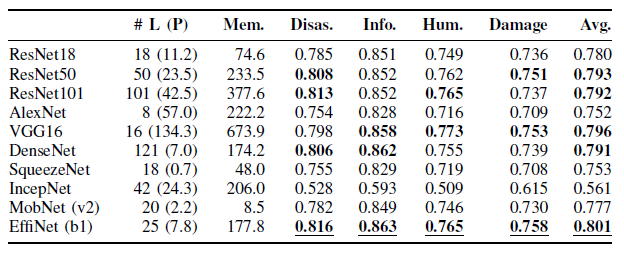 # L (P) Mem. Disas. Info. Hum. Damage Avg.
ResNet18 18 (11.2) 74.6 0.785 0.851 0.749 0.736 0.780
ResNet50 50 (23.5) 233.5 0.808 0.852 0.762 0.751 0.793
ResNet101 101 (42.5) 377.6 0.813 0.852 0.765 0.737 0.792
AlexNet 8 (57.0) 222.2 0.754 0.828 0.716 0.709 0.752
VGG16 16 (134.3) 673.9 0.798 0.858 0.773 0.753 0.796
DenseNet 121 (7.0) 174.2 0.806 0.862 0.755 0.739 0.791
SqueezeNet 18 (0.7) 48.0 0.755 0.829 0.719 0.708 0.753
IncepNet 42 (24.3) 206.0 0.528 0.593 0.509 0.615 0.561
MobNet (v2) 20 (2.2) 8.5 0.782 0.849 0.746 0.730 0.777
EffiNet (b1) 25 (7.8) 177.8 0.816 0.863 0.765 0.758 0.801